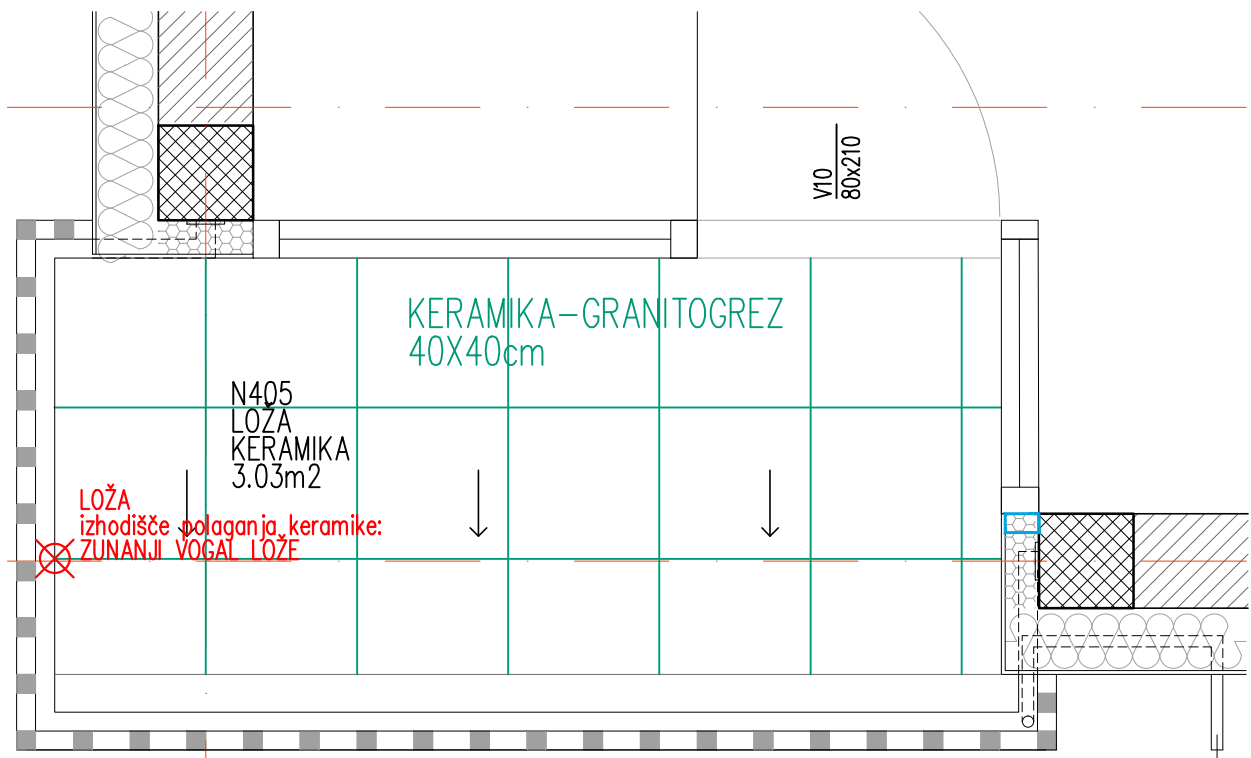 V10
80x210
KERAMIKA-GRANITOGREZ
40X40cm
N405
LOŽA
KERAMIKA
3.03m2
LOŽA
izhodišče polaganja keramike:
ZUNANJI VOGAL LOŽE